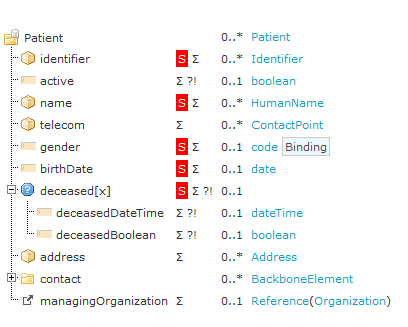 Patient 0..* Patient
identifier S Σ 0..* Identifier
active Σ ?! 0..1 boolean
name S Σ 0..* HumanName
telecom Σ 0..* ContactPoint
gender S Σ 0..1 code Binding
birthDate S Σ 0..1 date
deceased[x] S Σ ?! 0..1
deceasedDateTime Σ ?! 0..1 dateTime
deceasedBoolean Σ ?! 0..1 boolean
address Σ 0..* Address
contact 0..* BackboneElement
managingOrganization Σ 0..1 Reference(Organization)